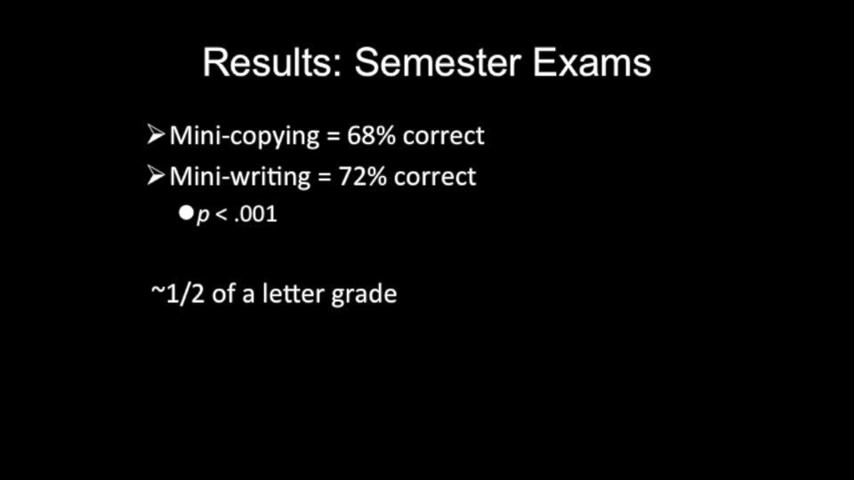 Results: Semester Exams
➢Mini-copying = 68% correct
➢Mini-writing = 72% correct
●p < .001
~1/2 of a letter grade